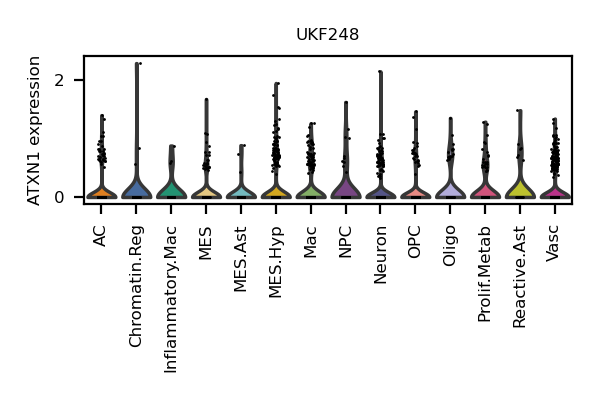 UKF248
ATXN1 expression
2
0
AC
Chromatin.Reg
Inflammatory.Mac
MES
MES.Ast
MES.Hyp
Mac
NPC
Neuron
OPC
Oligo
Prolif.Metab
Reactive.Ast
Vasc